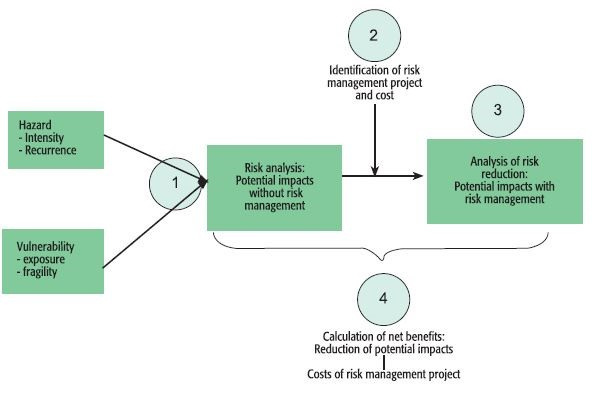 2
Identification of risk
management project
and cost
3
Hazard
- Intensity
- Recurrence
1
Risk analysis:
Potential impacts
without risk
management
Analysis of risk
reduction:
Potential impacts with
risk management
Vulnerability
- exposure
- fragility
4
Calculation of net benefits:
Reduction of potential impacts
Costs of risk management project